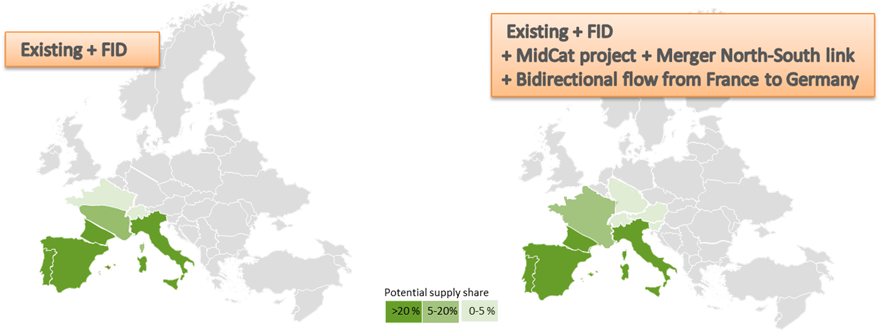 Existing + FID
Existing + FID
+ MidCat project + Merger North-South link
+ Bidirectional flow from France to Germany
Potential supply share
>20 % 5-20% 0-5 %